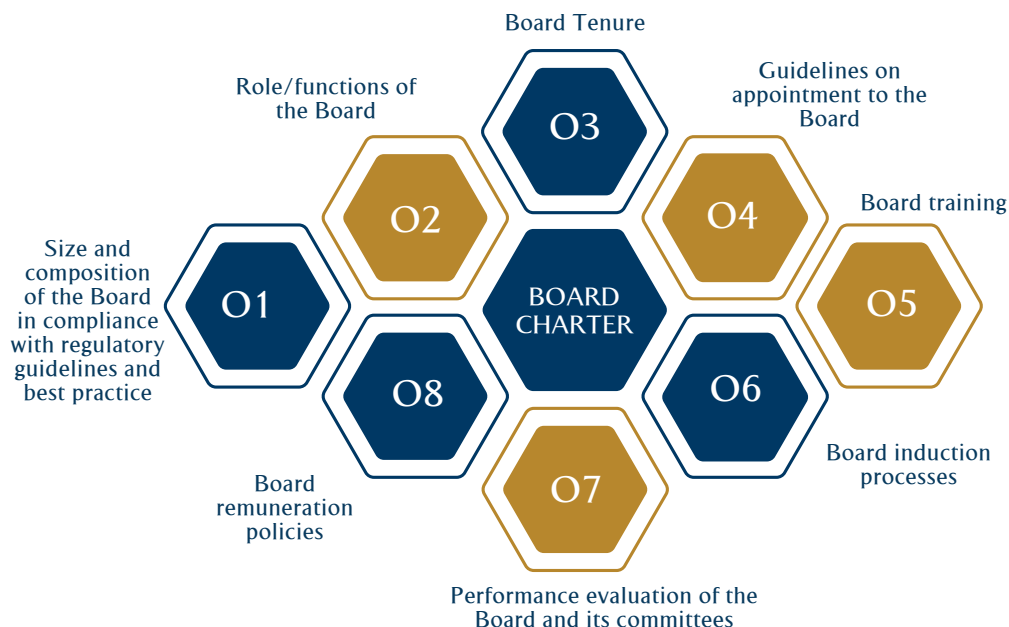 Size and
composition
of the Board
in compliance
with regulatory
guidelines and
best practice
O1
Role/functions of
the Board
O2
Board Tenure
O3
Guidelines on
appointment to the
Board
O4
Board training
O5
BOARD
CHARTER
Board induction
processes
O6
O7
Performance evaluation of the
Board and its committees
O8
Board
remuneration
policies